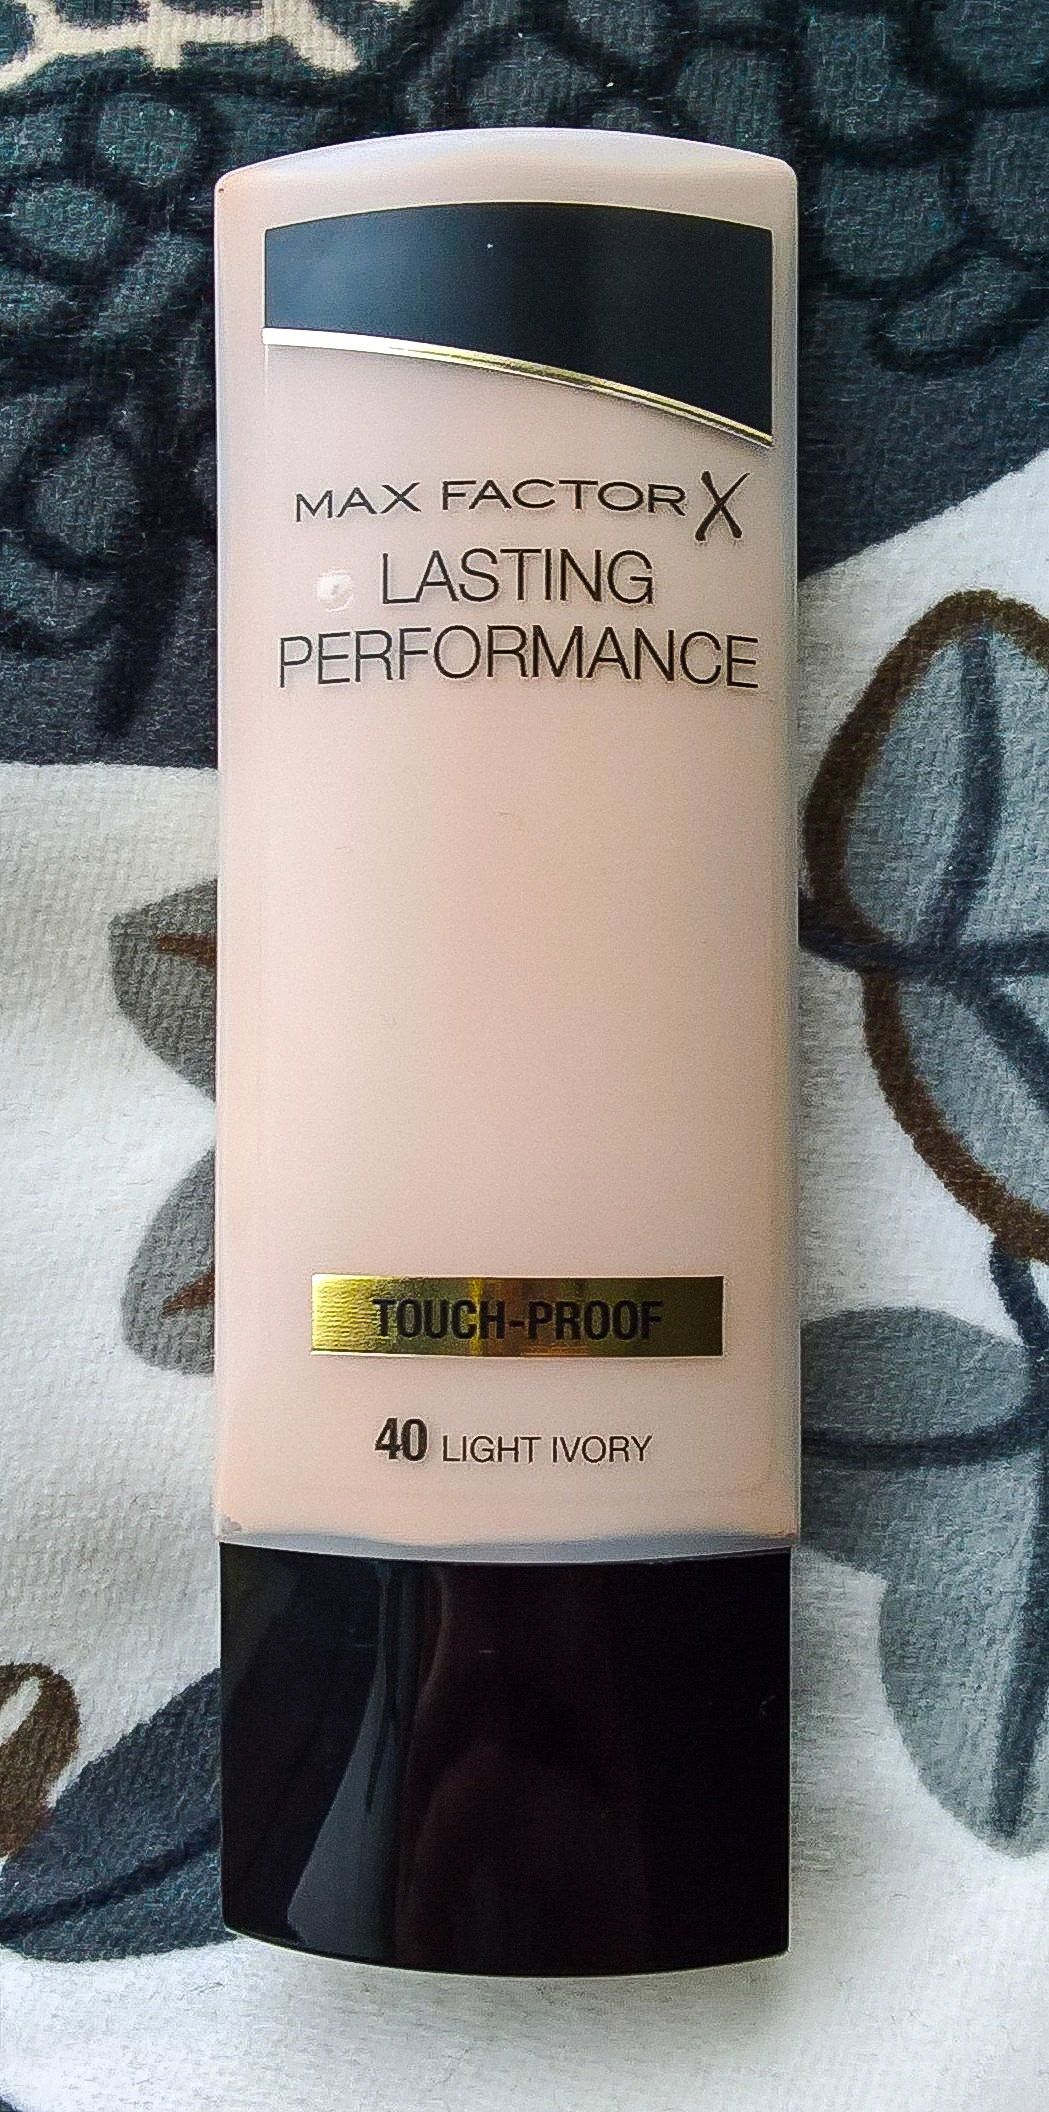 MAX FACTOR X
LASTING
PERFORMANCE
TOUCH-PROOF
40 LIGHT IVORY